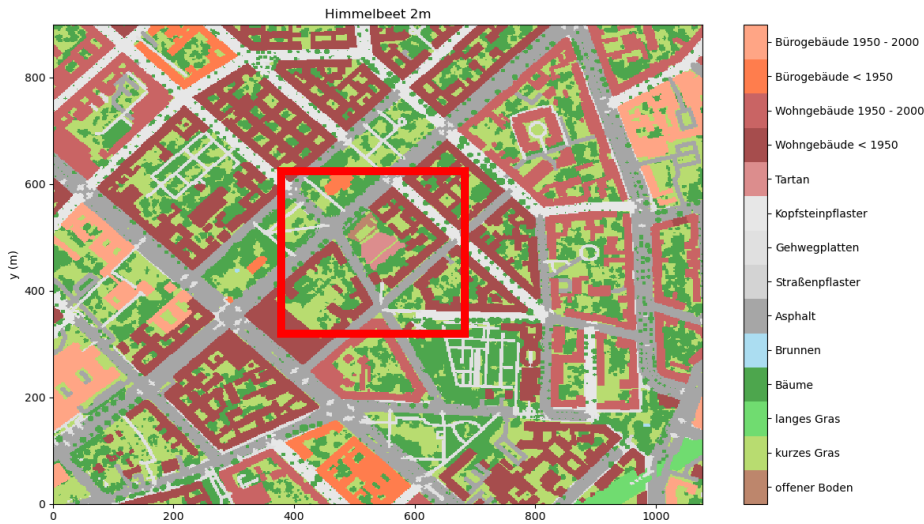 Himmelbeet 2m
y (m)
800
600
400
200
0
0
200
400
600
800
1000
Bürogebäude 1950 - 2000
Bürogebäude < 1950
Wohngebäude 1950 - 2000
Wohngebäude < 1950
Tartan
Kopfsteinpflaster
Gehwegplatten
Straßenpflaster
Asphalt
Brunnen
Bäume
langes Gras
kurzes Gras
offener Boden